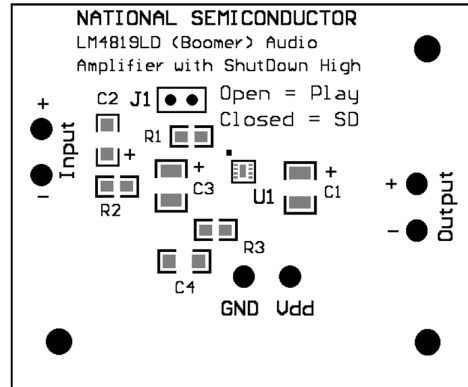 NATIONAL SEMICONDUCTOR
LM4819LD (Boomer) Audio
Amplifier with ShutDown High
J1 Open = Play
Closed = SD
+
Input
-
C2
+
R1
R2
+
C3
U1
+
C1
+
Output
-
R3
C4
GND Vdd